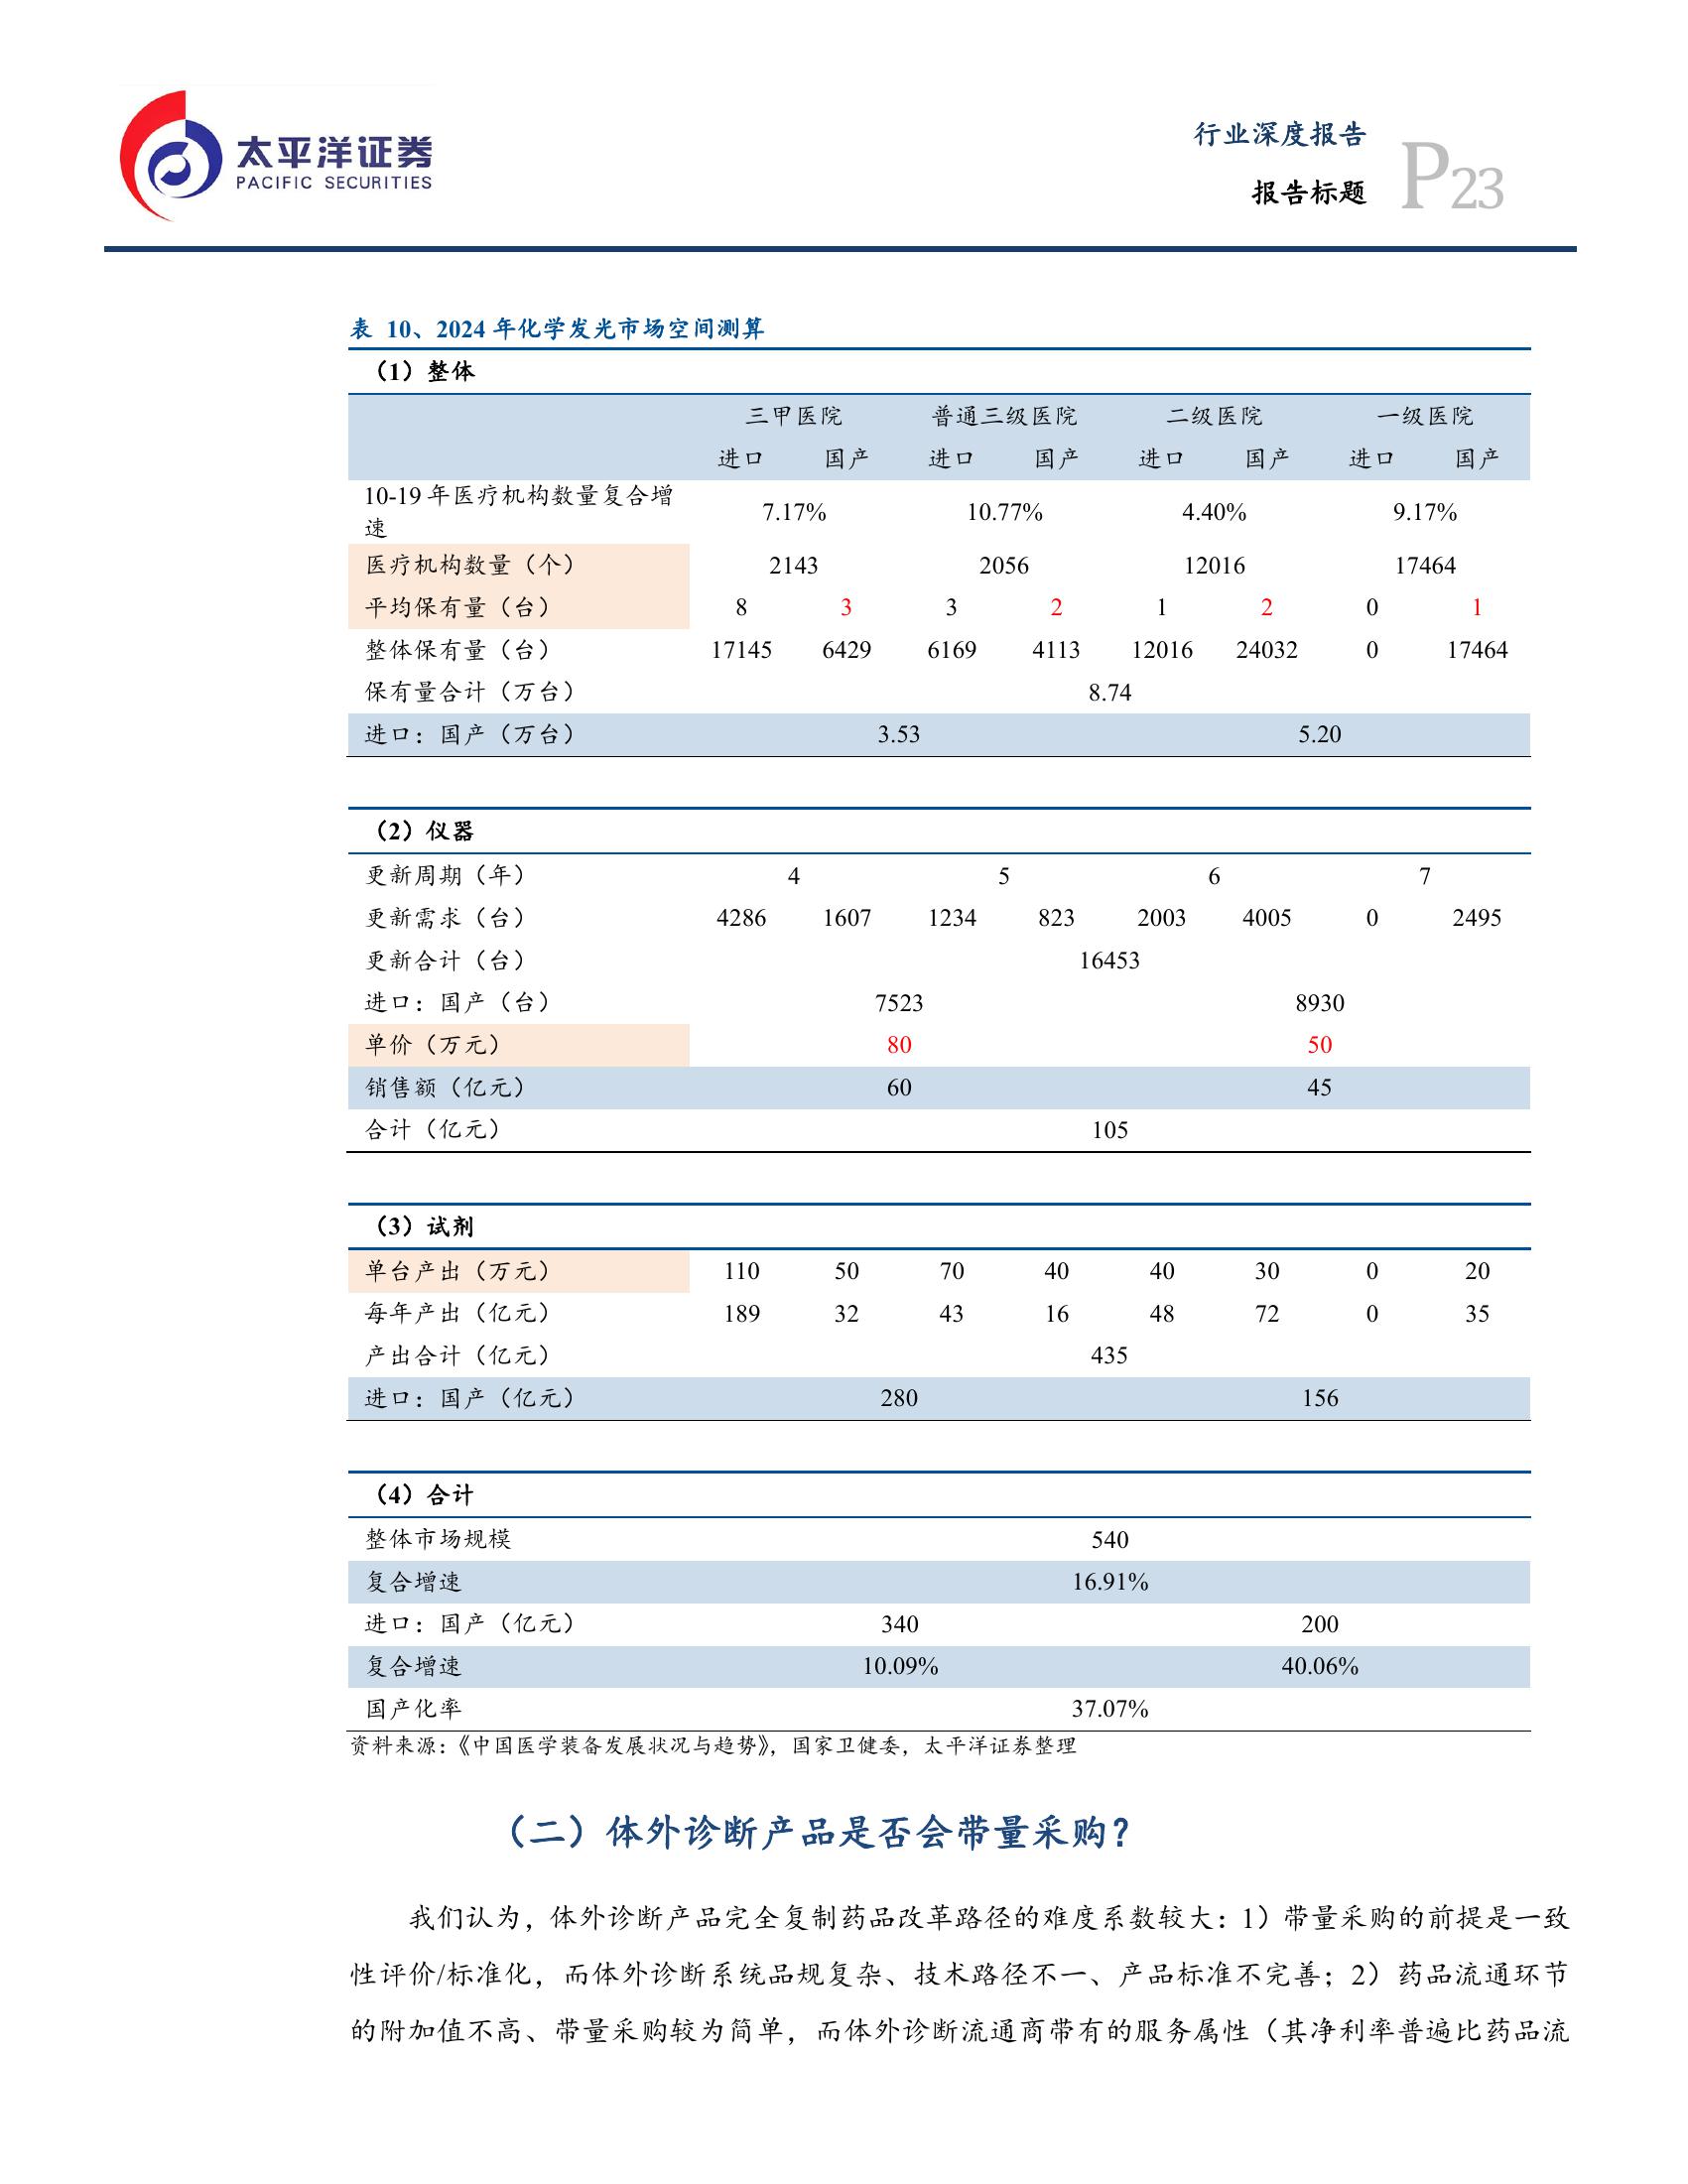 太平洋证券
PACIFIC SECURITIES
行业深度报告
报告标题
P23
表 10、2024 年化学发光市场空间测算
（1）整体
三甲医院 普通三级医院 二级医院 一级医院
进口 国产 进口 国产 进口 国产 进口 国产
10-19 年医疗机构数量复合增
速
7.17% 10.77% 4.40% 9.17%
医疗机构数量（个） 2143 2056 12016 17464
平均保有量（台） 8 3 3 2 1 2 0 1
整体保有量（台） 17145 6429 6169 4113 12016 24032 0 17464
保有量合计（万台） 8.74
进口：国产（万台） 3.53 5.20
（2）仪器
更新周期（年） 4 5 6 7
更新需求（台） 4286 1607 1234 823 2003 4005 0 2495
更新合计（台） 16453
进口：国产（台） 7523 8930
单价（万元） 80 50
销售额（亿元） 60 45
合计（亿元） 105
（3）试剂
单台产出（万元） 110 50 70 40 40 30 0 20
每年产出（亿元） 189 32 43 16 48 72 0 35
产出合计（亿元） 435
进口：国产（亿元） 280 156
（4）合计
整体市场规模 540
复合增速 16.91%
进口：国产（亿元） 340 200
复合增速 10.09% 40.06%
国产化率 37.07%
资料来源：《中国医学装备发展状况与趋势》，国家卫健委，太平洋证券整理
（二）体外诊断产品是否会带量采购？
我们认为，体外诊断产品完全复制药品改革路径的难度系数较大：1）带量采购的前提是一致
性评价/标准化，而体外诊断系统品规复杂、技术路径不一、产品标准不完善；2）药品流通环节
的附加值不高、带量采购较为简单，而体外诊断流通商带有的服务属性（其净利率普遍比药品流